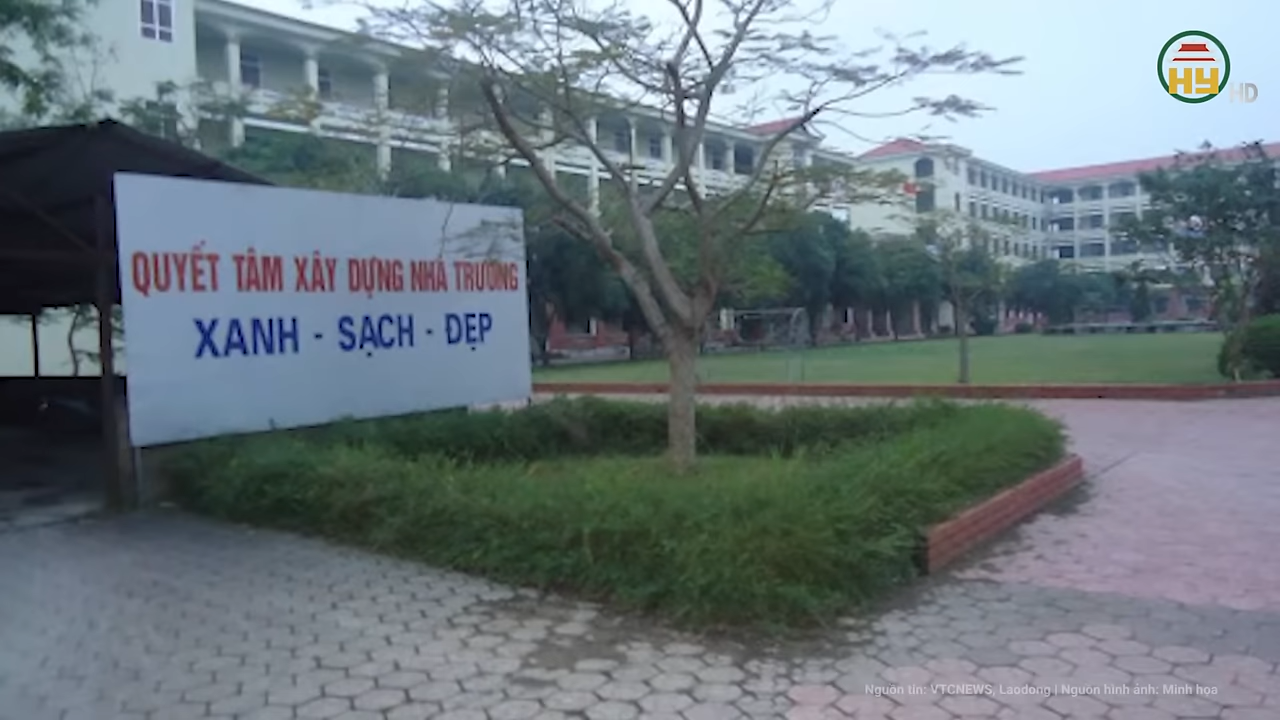 HY HD
QUYẾT TÂM XÂY DỰNG NHÀ TRƯỜNG
XANH - SẠCH - ĐẸP
Nguồn tin: VTCNEWS, Laodong | Nguồn hình ảnh: Minh họa